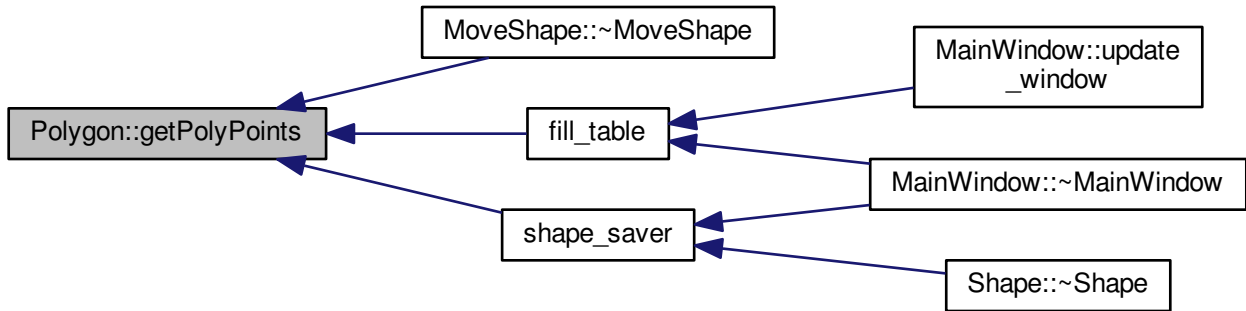 MoveShape::~MoveShape
MainWindow::update
_window
Polygon::getPolyPoints
fill_table
MainWindow::~MainWindow
shape_saver
Shape::~Shape